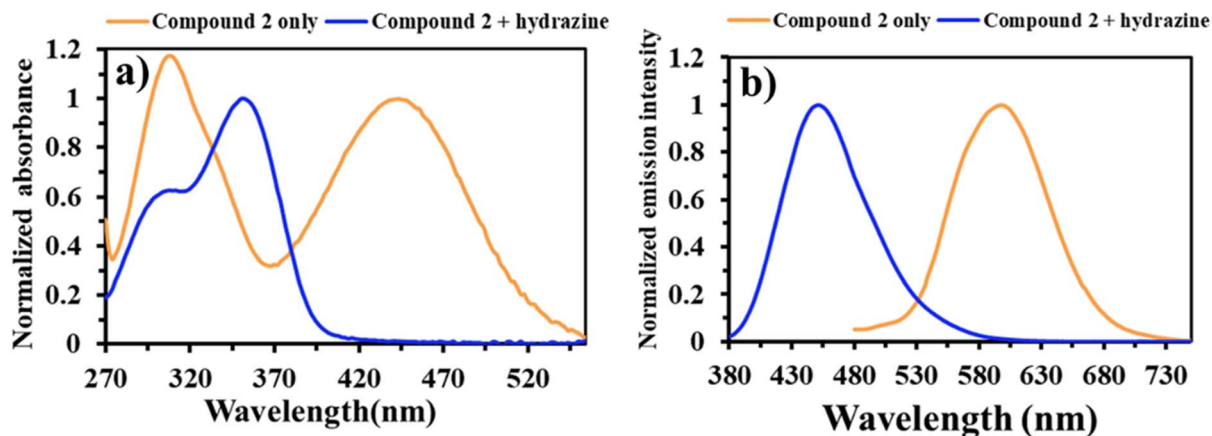 Compound 2 only Compound 2 + hydrazine
a)
Normalized absorbance
1.2
1
0.8
0.6
0.4
0.2
0
270 320 370 420 470 520
Wavelength(nm)
Compound 2 only Compound 2 + hydrazine
b)
Normalized emission intensity
1.2
1
0.8
0.6
0.4
0.2
0
380 430 480 530 580 630 680 730
Wavelength (nm)